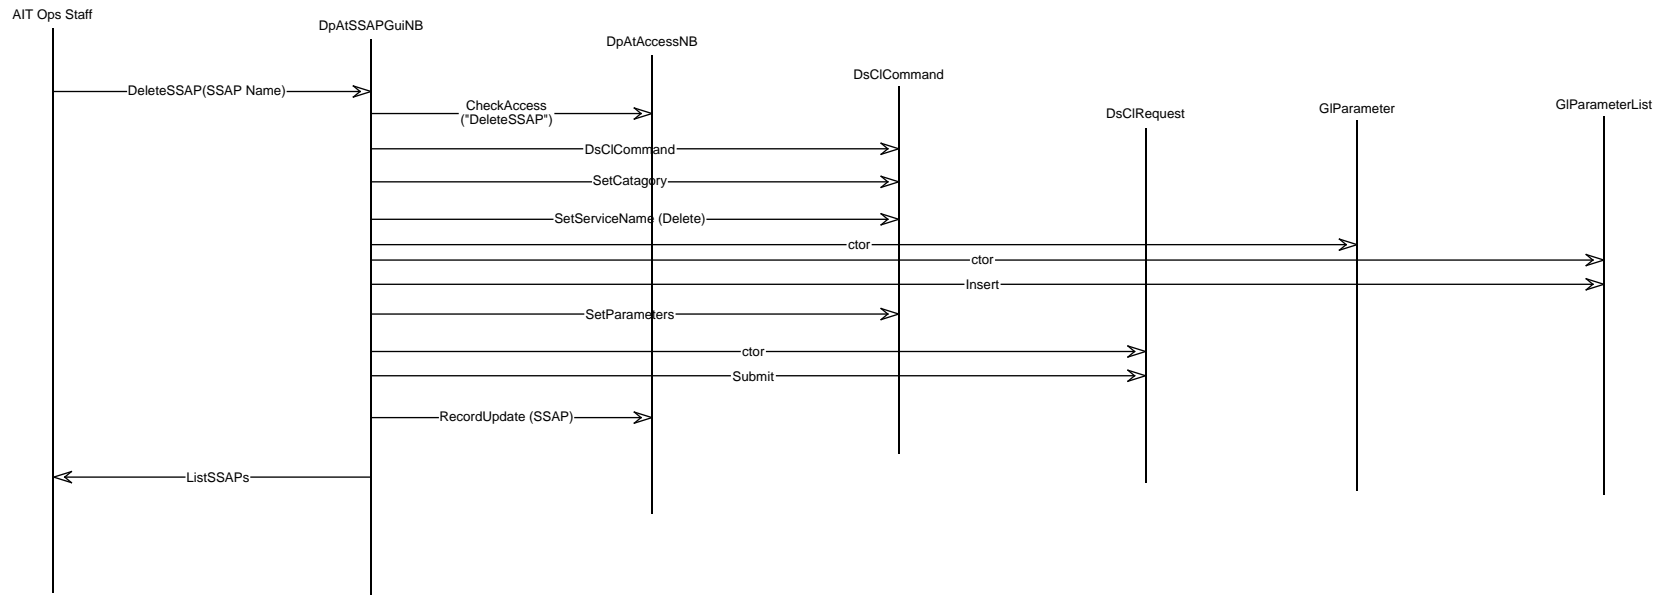 AIT Ops Staff
DpAtSSAPGuiNB
DpAtAccessNB
DsClCommand
DsClRequest
GlParameter
GlParameterList
DeleteSSAP(SSAP Name)
CheckAccess
("DeleteSSAP")
DsClCommand
SetCatagory
SetServiceName (Delete)
ctor
ctor
Insert
SetParameters
ctor
Submit
RecordUpdate (SSAP)
ListSSAPs